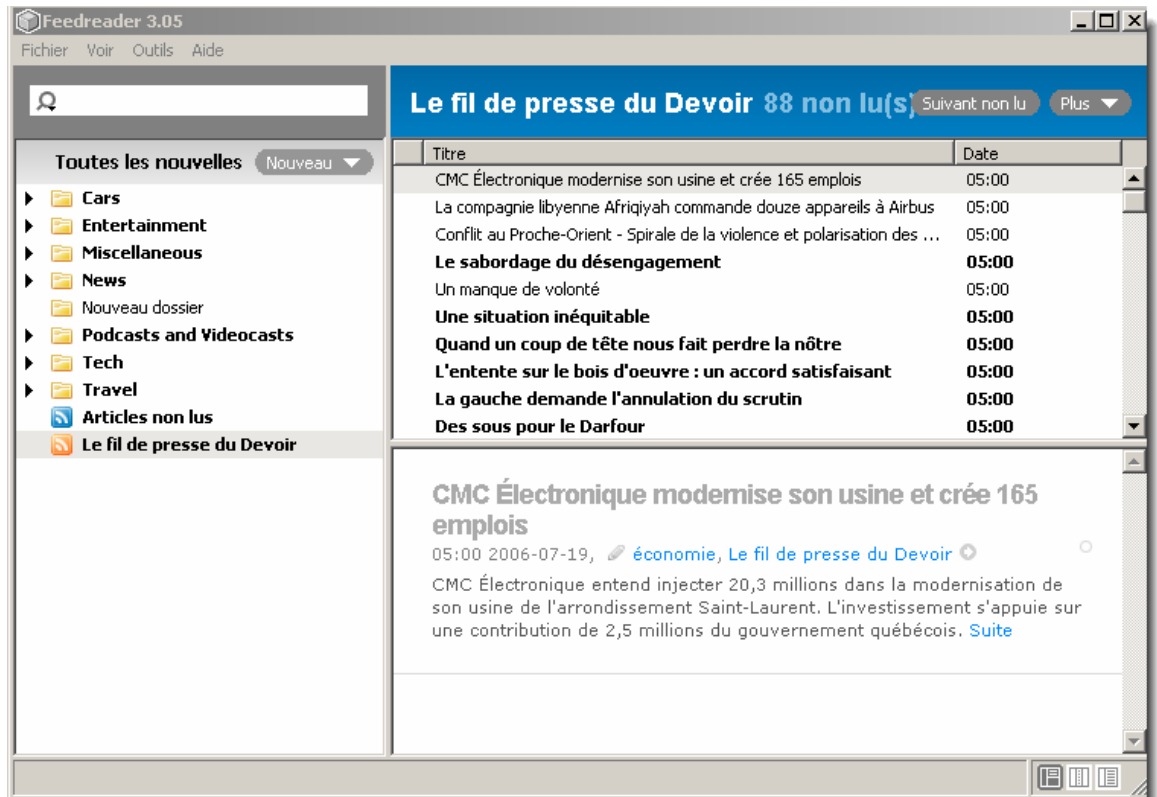 Feedreader 3.05
Fichier Voir Outils Aide
Le fil de presse du Devoir 88 non lu(s) Suivant non lu Plus
Toutes les nouvelles Nouveau
Cars
Entertainment
Miscellaneous
News
Nouveau dossier
Podcasts and Videocasts
Tech
Travel
Articles non lus
Le fil de presse du Devoir
Titre Date
CMC Électronique modernise son usine et crée 165 emplois 05:00
La compagnie libyenne Afriqiyah commande douze appareils à Airbus 05:00
Conflit au Proche-Orient - Spirale de la violence et polarisation des ... 05:00
Le sabordage du désengagement 05:00
Un manque de volonté 05:00
Une situation inéquitable 05:00
Quand un coup de tête nous fait perdre la nôtre 05:00
L'entente sur le bois d'oeuvre : un accord satisfaisant 05:00
La gauche demande l'annulation du scrutin 05:00
Des sous pour le Darfour 05:00
CMC Électronique modernise son usine et crée 165
emplois
05:00 2006-07-19, économie, Le fil de presse du Devoir
CMC Électronique entend injecter 20,3 millions dans la modernisation de
son usine de l'arrondissement Saint-Laurent. L'investissement s'appuie sur
une contribution de 2,5 millions du gouvernement québécois. Suite